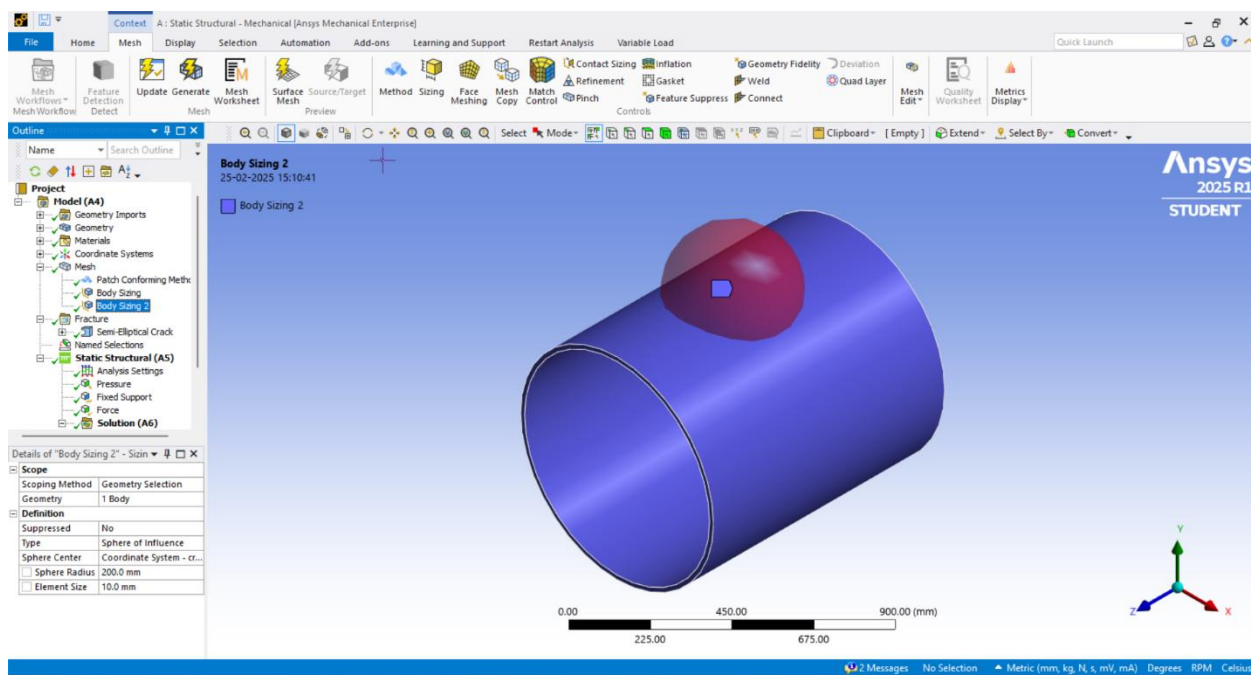 Context A : Static Structural - Mechanical [Ansys Mechanical Enterprise]
File Home Mesh Display Selection Automation Add-ons Learning and Support Restart Analysis Variable Load Quick Launch
Mesh Workflows
MeshWorkflow
Feature Detection
Detect
Update Generate Mesh Worksheet
Mesh
Surface Mesh Source/Target
Preview
Method Sizing Face Meshing Mesh Copy Match Control
Contact Sizing Inflation Geometry Fidelity Deviation
Refinement Gasket Weld Quad Layer
Pinch Feature Suppress Connect
Controls
Mesh Edit
Quality Worksheet
Metrics Display
Outline
Select Mode Clipboard [ Empty ] Extend Select By Convert
Name Search Outline
Project
Model (A4)
Geometry Imports
Geometry
Materials
Coordinate Systems
Mesh
Patch Conforming Methc
Body Sizing
Body Sizing 2
Fracture
Semi-Elliptical Crack
Named Selections
Static Structural (A5)
Analysis Settings
Pressure
Fixed Support
Force
Solution (A6)
Details of "Body Sizing 2" - Sizin
Scope
Scoping Method Geometry Selection
Geometry 1 Body
Definition
Suppressed No
Type Sphere of Influence
Sphere Center Coordinate System - cr...
Sphere Radius 200.0 mm
Element Size 10.0 mm
Body Sizing 2
25-02-2025 15:10:41
Body Sizing 2
Ansys
2025 R1
STUDENT
0.00 450.00 900.00 (mm)
225.00 675.00
Y
Z X
2 Messages No Selection Metric (mm, kg, N, s, mV, mA) Degrees RPM Celsius